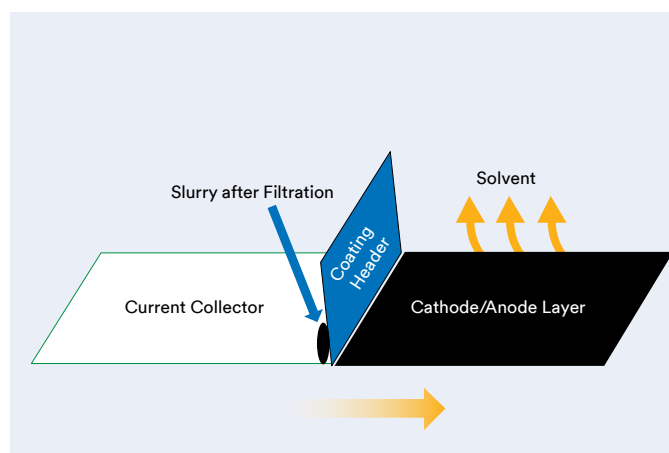 Solvent
Slurry after Filtration
Coating
Header
Current Collector
Cathode/Anode Layer